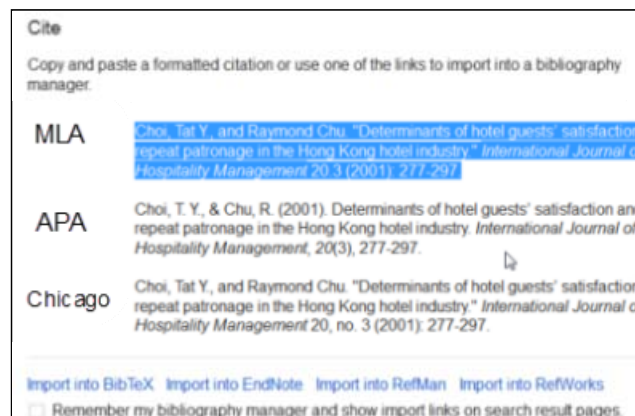 Cite
Copy and paste a formatted citation or use one of the links to import into a bibliography
manager.
MLA
Choi, Tat Y., and Raymond Chu. "Determinants of hotel guests' satisfaction
repeat patronage in the Hong Kong hotel industry." International Journal o
Hospitality Management 20.3 (2001): 277-297.
APA
Choi, T. Y., & Chu, R. (2001). Determinants of hotel guests' satisfaction and
repeat patronage in the Hong Kong hotel industry. International Journal of
Hospitality Management, 20(3), 277-297.
Chicago
Choi, Tat Y., and Raymond Chu. "Determinants of hotel guests' satisfaction
repeat patronage in the Hong Kong hotel industry." International Journal o
Hospitality Management 20, no. 3 (2001): 277-297.
Import into BibTeX Import into EndNote Import into RefMan Import into RefWorks
Remember my bibliography manager and show import links on search result pages.